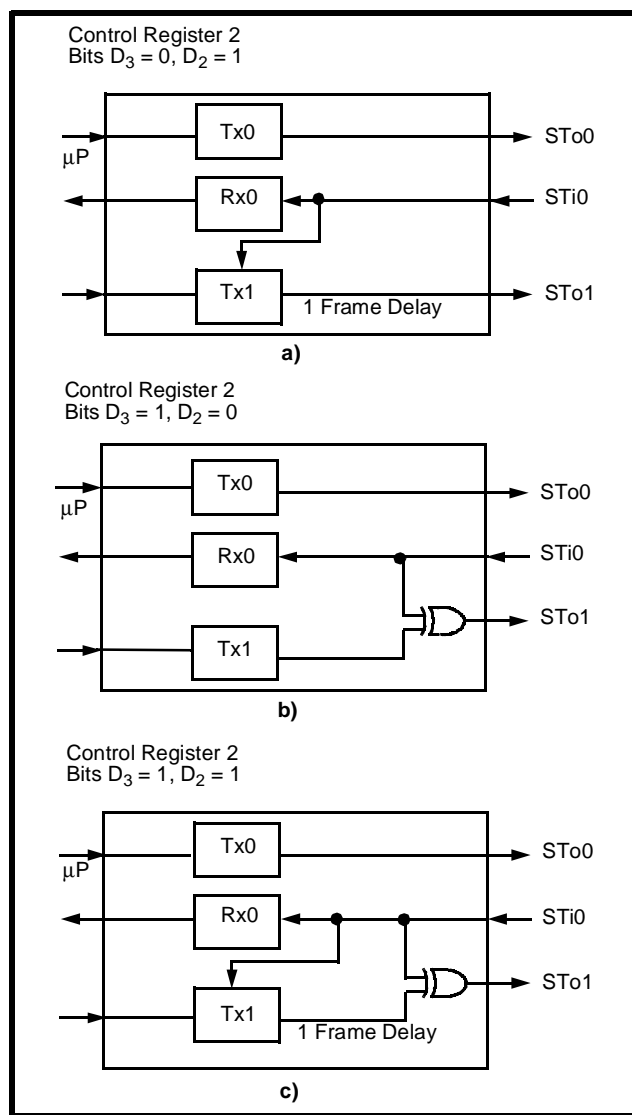 Control Register 2
Bits D₃ = 0, D₂ = 1
Tx0
STo0
μP
Rx0
STi0
Tx1
STo1
1 Frame Delay
a)
Control Register 2
Bits D₃ = 1, D₂ = 0
Tx0
STo0
μP
Rx0
STi0
STo1
Tx1
b)
Control Register 2
Bits D₃ = 1, D₂ = 1
Tx0
STo0
μP
Rx0
STi0
STo1
Tx1
1 Frame Delay
c)